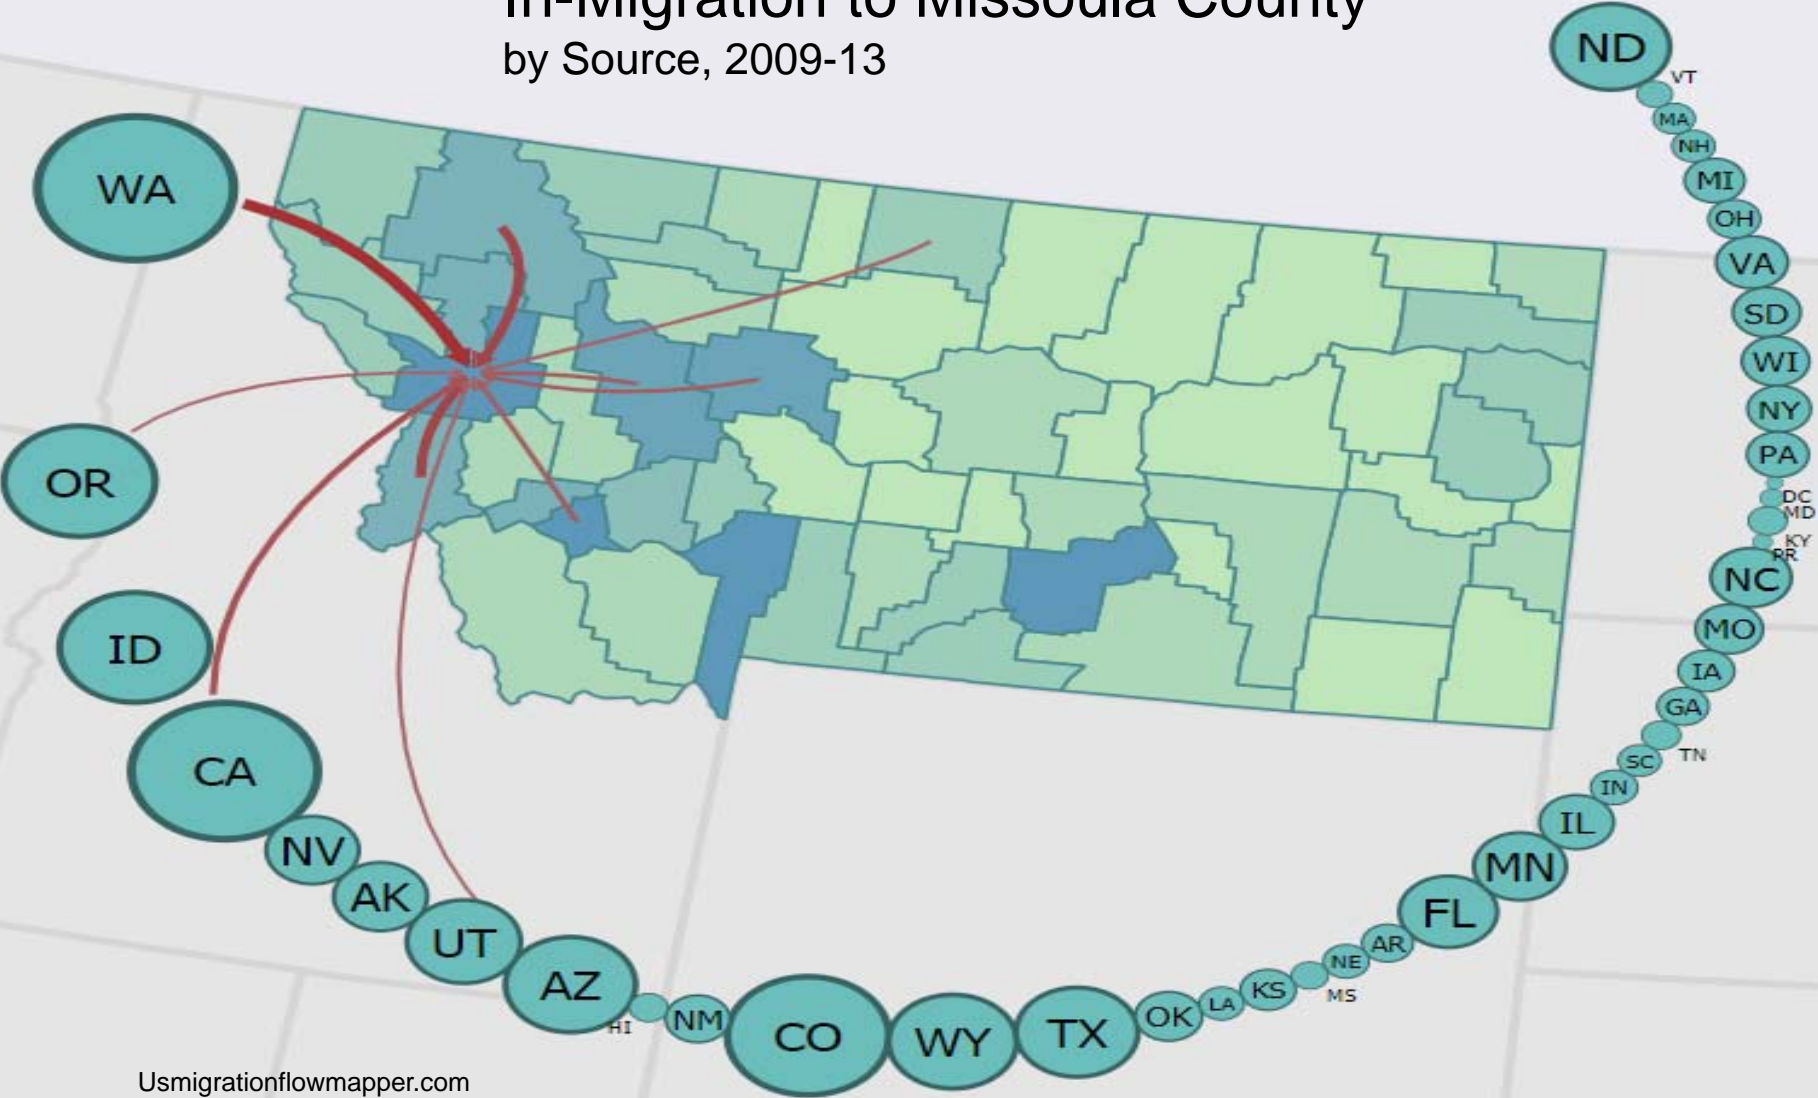 In-Migration to Missoula County
by Source, 2009-13
ND
VT
MA
NH
MI
OH
VA
SD
WI
NY
PA
DC
MD
KY
PR
NC
MO
IA
GA
TN
SC
IN
IL
MN
FL
AR
NE
MS
KS
LA
OK
TX
WY
CO
NM
HI
AZ
UT
AK
NV
CA
ID
OR
WA
Usmigrationflowmapper.com